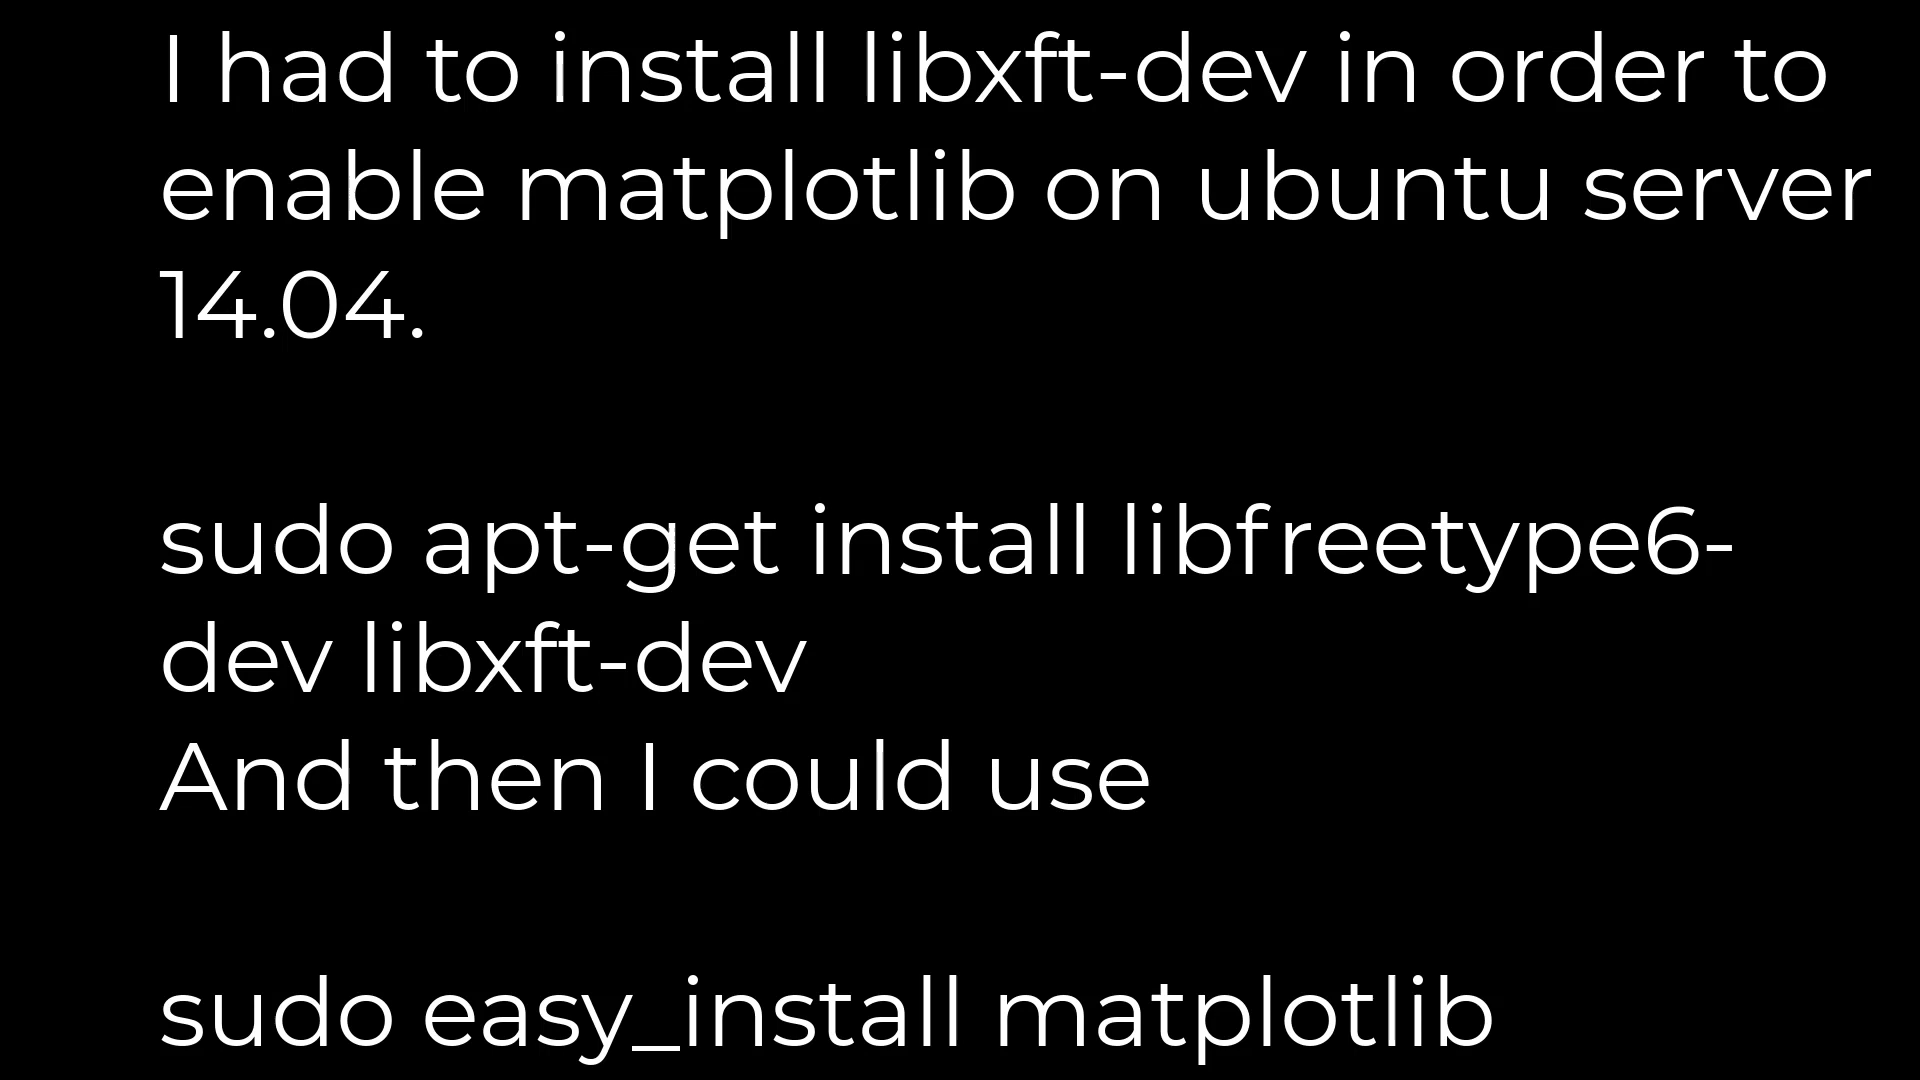 I had to install libxft-dev in order to
enable matplotlib on ubuntu server
14.04.
sudo apt-get install libfreetype6-
dev libxft-dev
And then I could use
sudo easy_install matplotlib